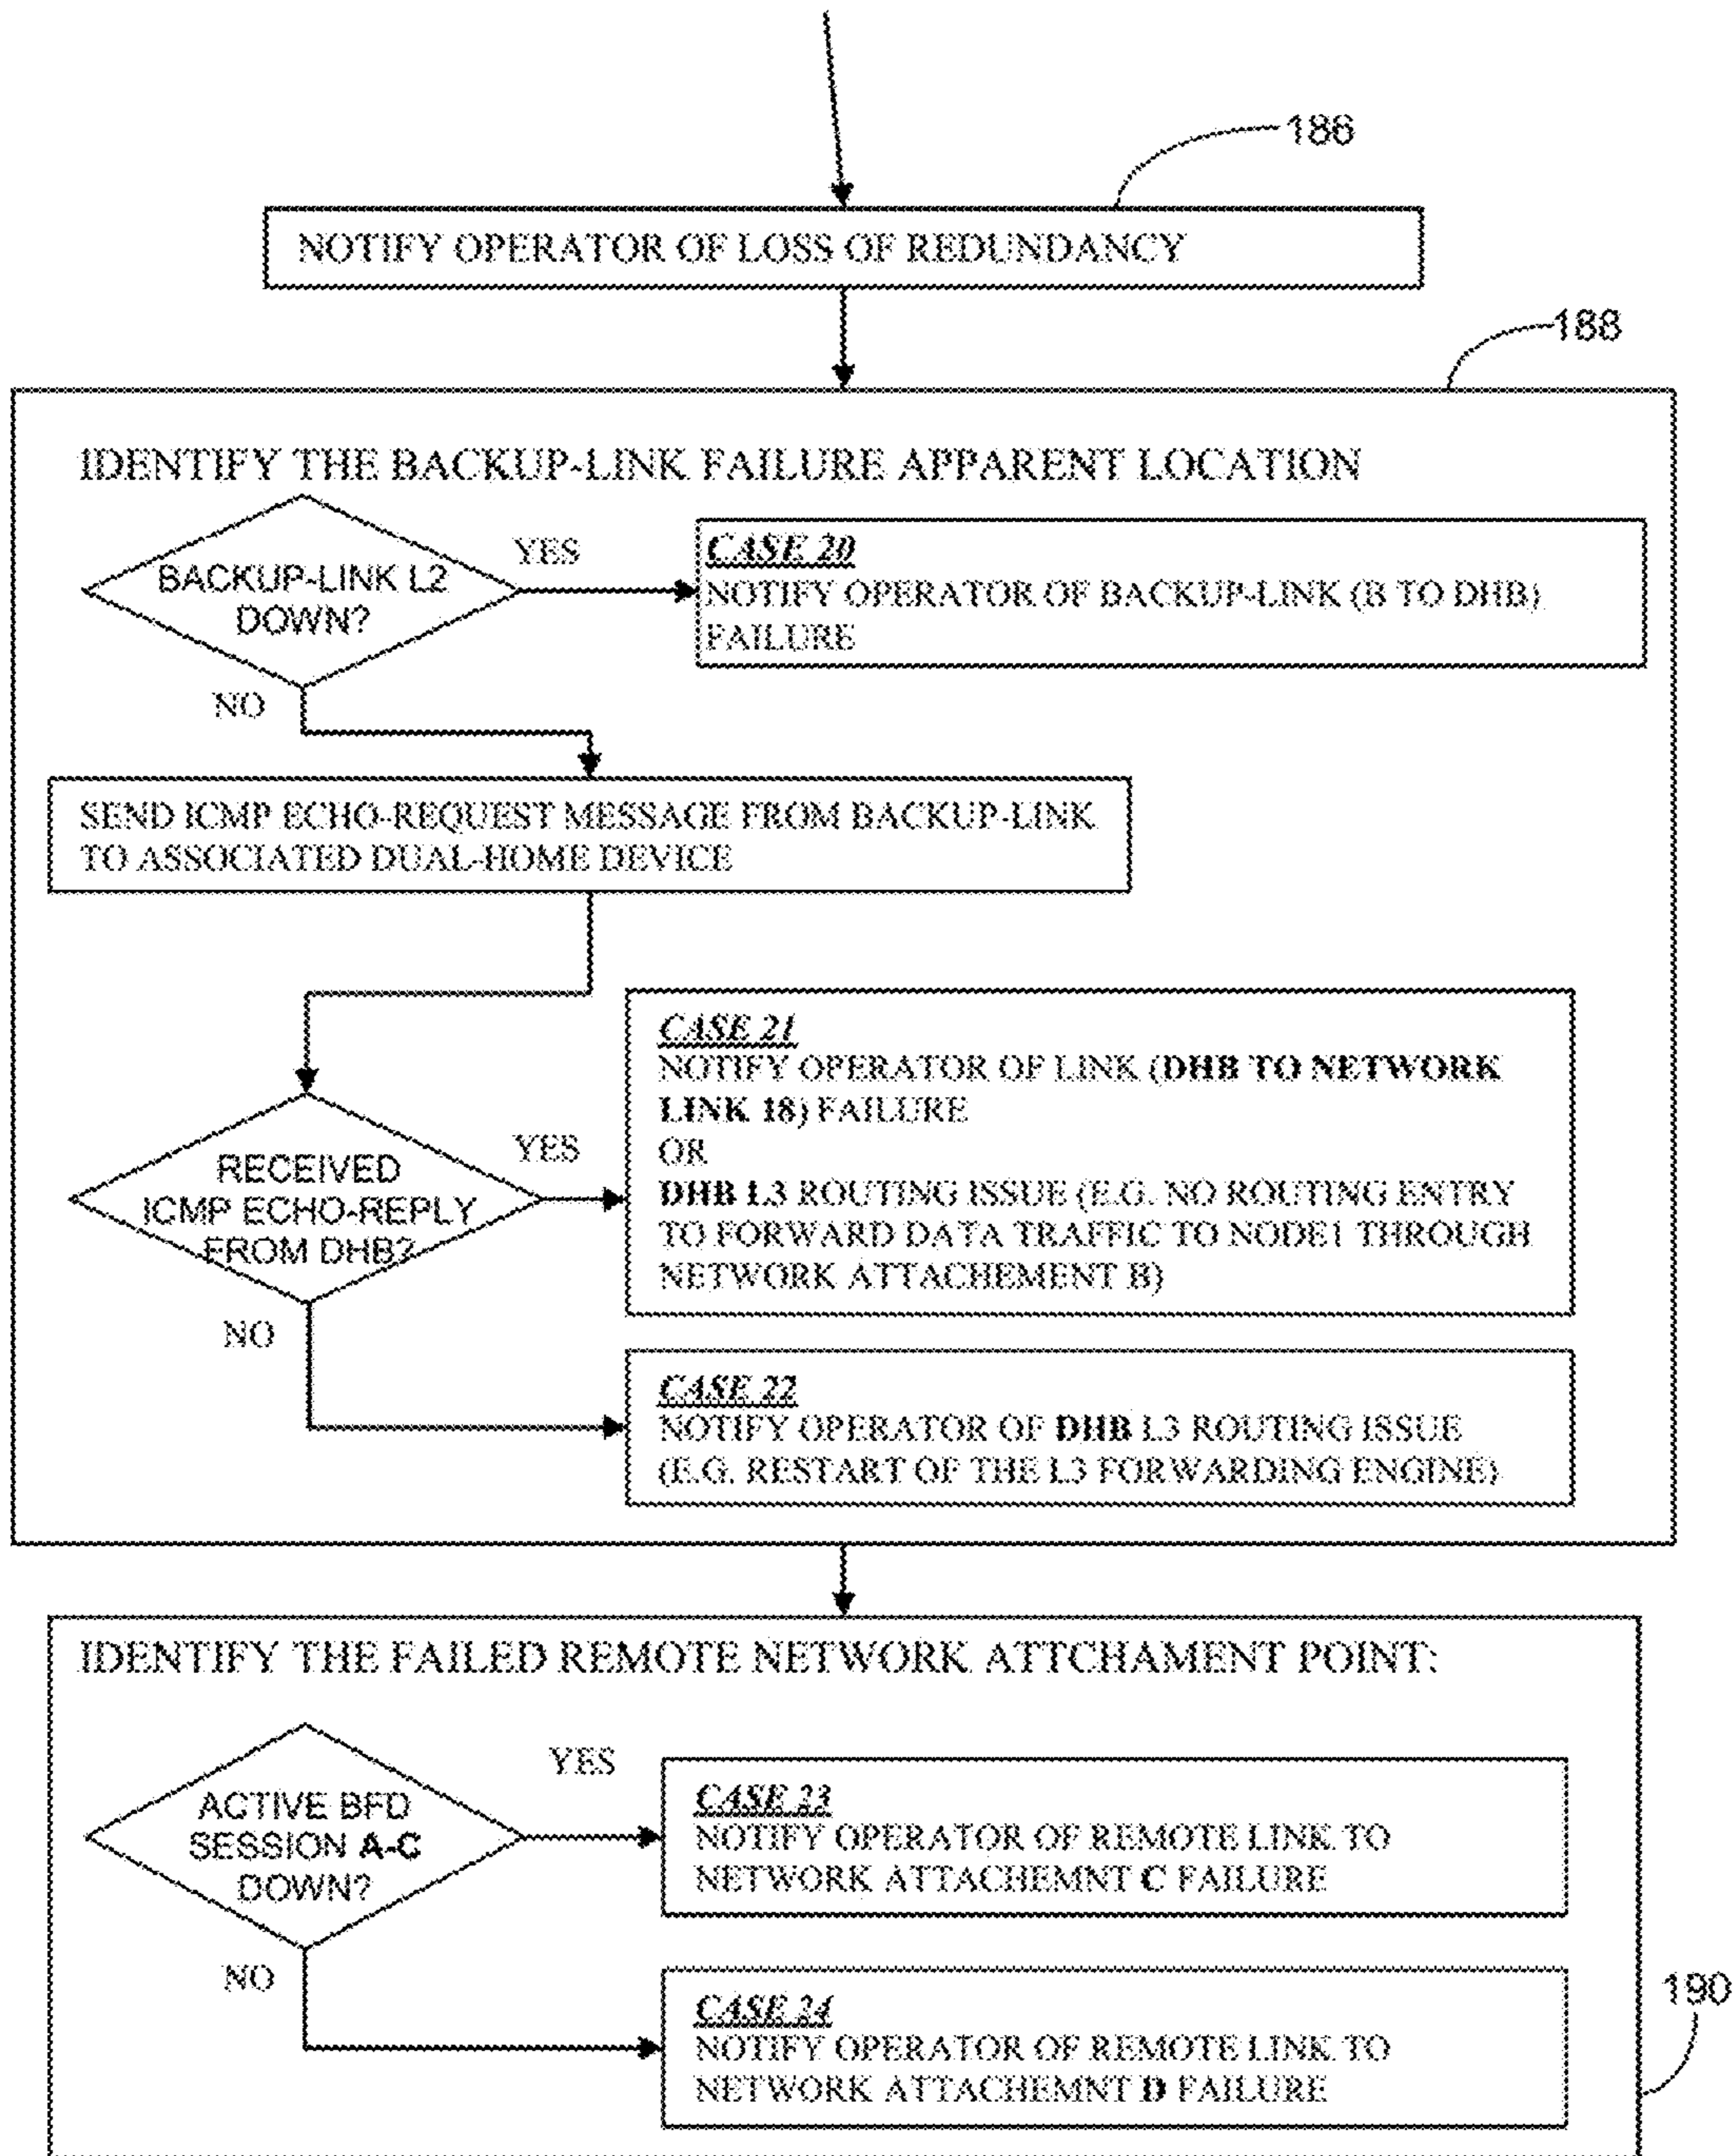 186
NOTIFY OPERATOR OF LOSS OF REDUNDANCY
188
IDENTIFY THE BACKUP-LINK FAILURE APPARENT LOCATION
BACKUP-LINK L2
DOWN?
YES
CASE 20
NOTIFY OPERATOR OF BACKUP-LINK (B TO DHB)
FAILURE
NO
SEND ICMP ECHO-REQUEST MESSAGE FROM BACKUP-LINK
TO ASSOCIATED DUAL-HOME DEVICE
RECEIVED
ICMP ECHO-REPLY
FROM DHB?
YES
CASE 21
NOTIFY OPERATOR OF LINK (DHB TO NETWORK
LINK 18) FAILURE
OR
DHB L3 ROUTING ISSUE (E.G. NO ROUTING ENTRY
TO FORWARD DATA TRAFFIC TO NODE1 THROUGH
NETWORK ATTACHEMENT B)
NO
CASE 22
NOTIFY OPERATOR OF DHB L3 ROUTING ISSUE
(E.G. RESTART OF THE L3 FORWARDING ENGINE)
IDENTIFY THE FAILED REMOTE NETWORK ATTCHAMENT POINT:
ACTIVE BFD
SESSION A-C
DOWN?
YES
CASE 23
NOTIFY OPERATOR OF REMOTE LINK TO
NETWORK ATTACHEMNT C FAILURE
NO
CASE 24
NOTIFY OPERATOR OF REMOTE LINK TO
NETWORK ATTACHEMNT D FAILURE
190